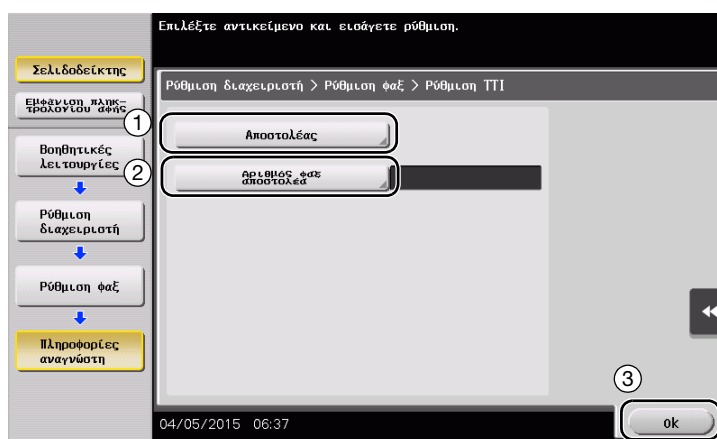 Επιλέξτε αντικείμενο και εισάγετε ρύθμιση.
Σελιδοδείκτης
Εμφάνιση πληκ-
τρολογίου αφής
Ρύθμιση διαχειριστή > Ρύθμιση φαξ > Ρύθμιση TTI
1
Αποστολέας
Βοηθητικές
λειτουργίες
2
Αριθμός φαξ
αποστολέα
Ρύθμιση
διαχειριστή
Ρύθμιση φαξ
Πληροφορίες
αναγνώστη
3
04/05/2015 06:37
ok